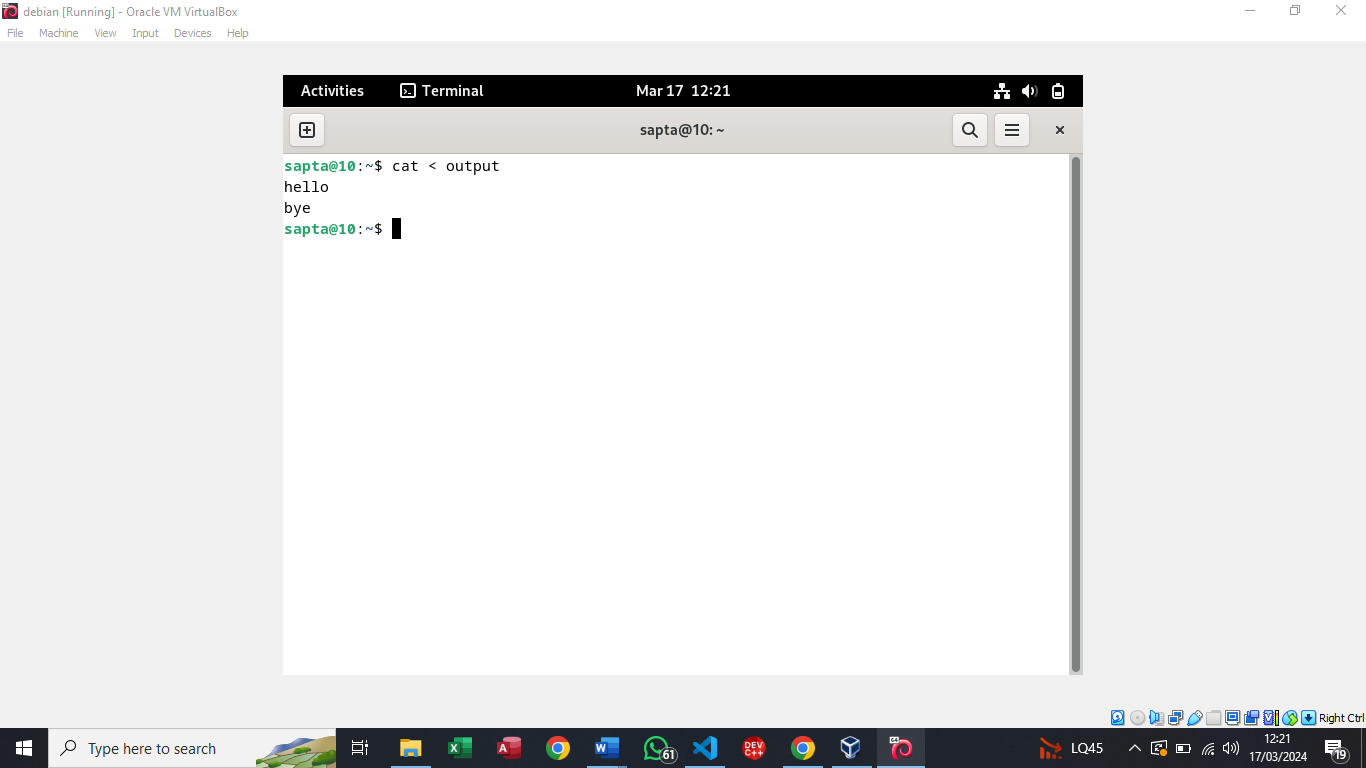 debian [Running] - Oracle VM VirtualBox
File Machine View Input Devices Help
Activities Terminal Mar 17 12:21
sapta@10: ~
sapta@10:~$ cat < output
hello
bye
sapta@10:~$
Right Ctrl
Type here to search
61
DEV C++
LQ45
12:21
17/03/2024
19